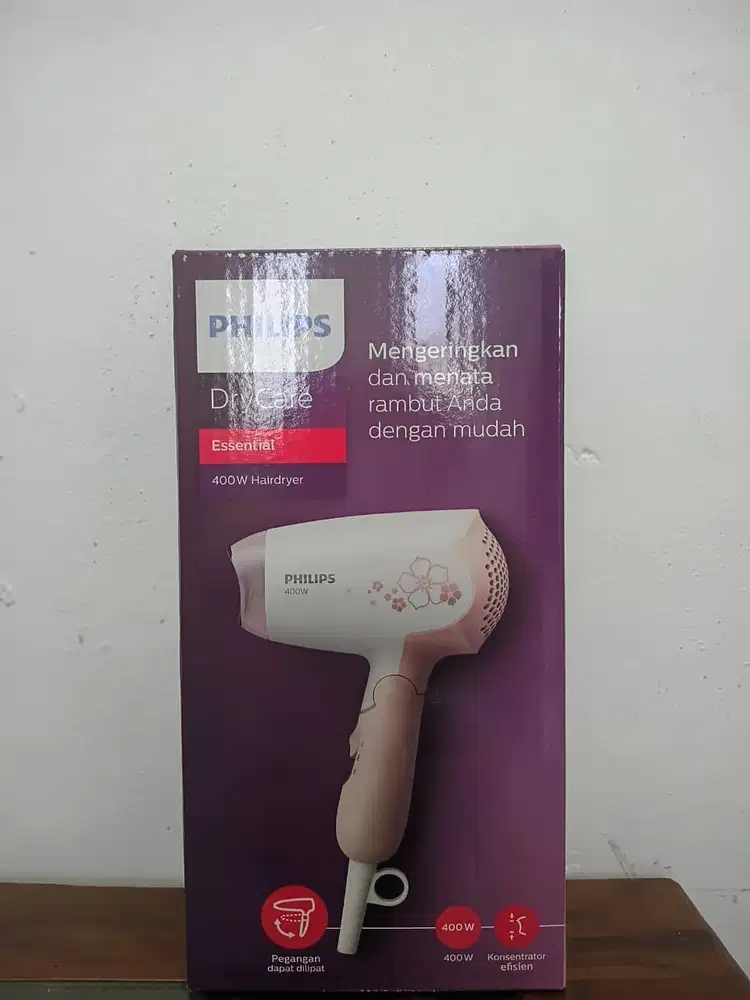 PHILIPS
DryCare
Essential
400W Hairdryer
Mengeringkan
dan menata
rambut Anda
dengan mudah
PHILIPS
400W
Pegangan
dapat dilipat
400W
400W
Konsentrator
efisien